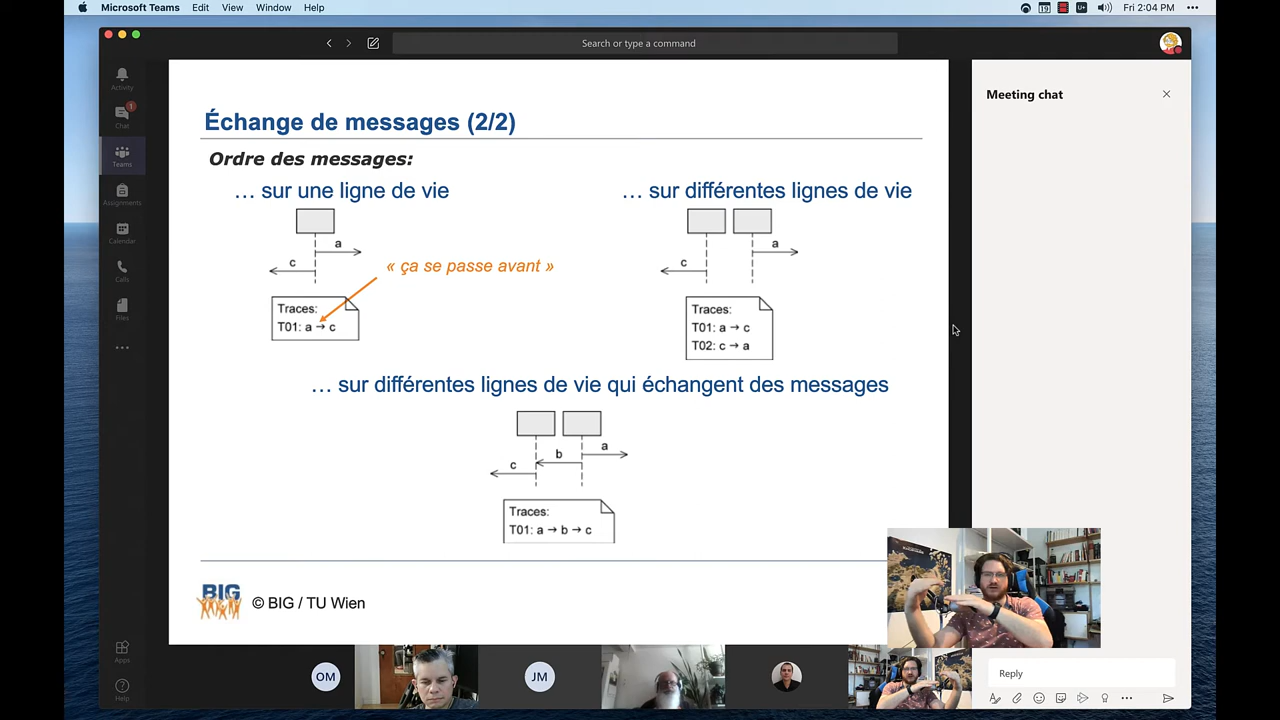 Microsoft Teams Edit View Window Help
19 U+ Fri 2:04 PM
Search or type a command
Activity
Chat
1
Teams
Assignments
Calendar
Calls
Files
Apps
Help
Échange de messages (2/2)
Ordre des messages:
… sur une ligne de vie
a
c
« ça se passe avant »
Traces:
T01: a → c
… sur différentes lignes de vie
a
c
Traces:
T01: a → c
T02: c → a
… sur différentes lignes de vie qui échangent des messages
a
b
c
Traces:
T01: a → b → c
BIG
© BIG / TU Wien
OM
JM
Meeting chat
Reply